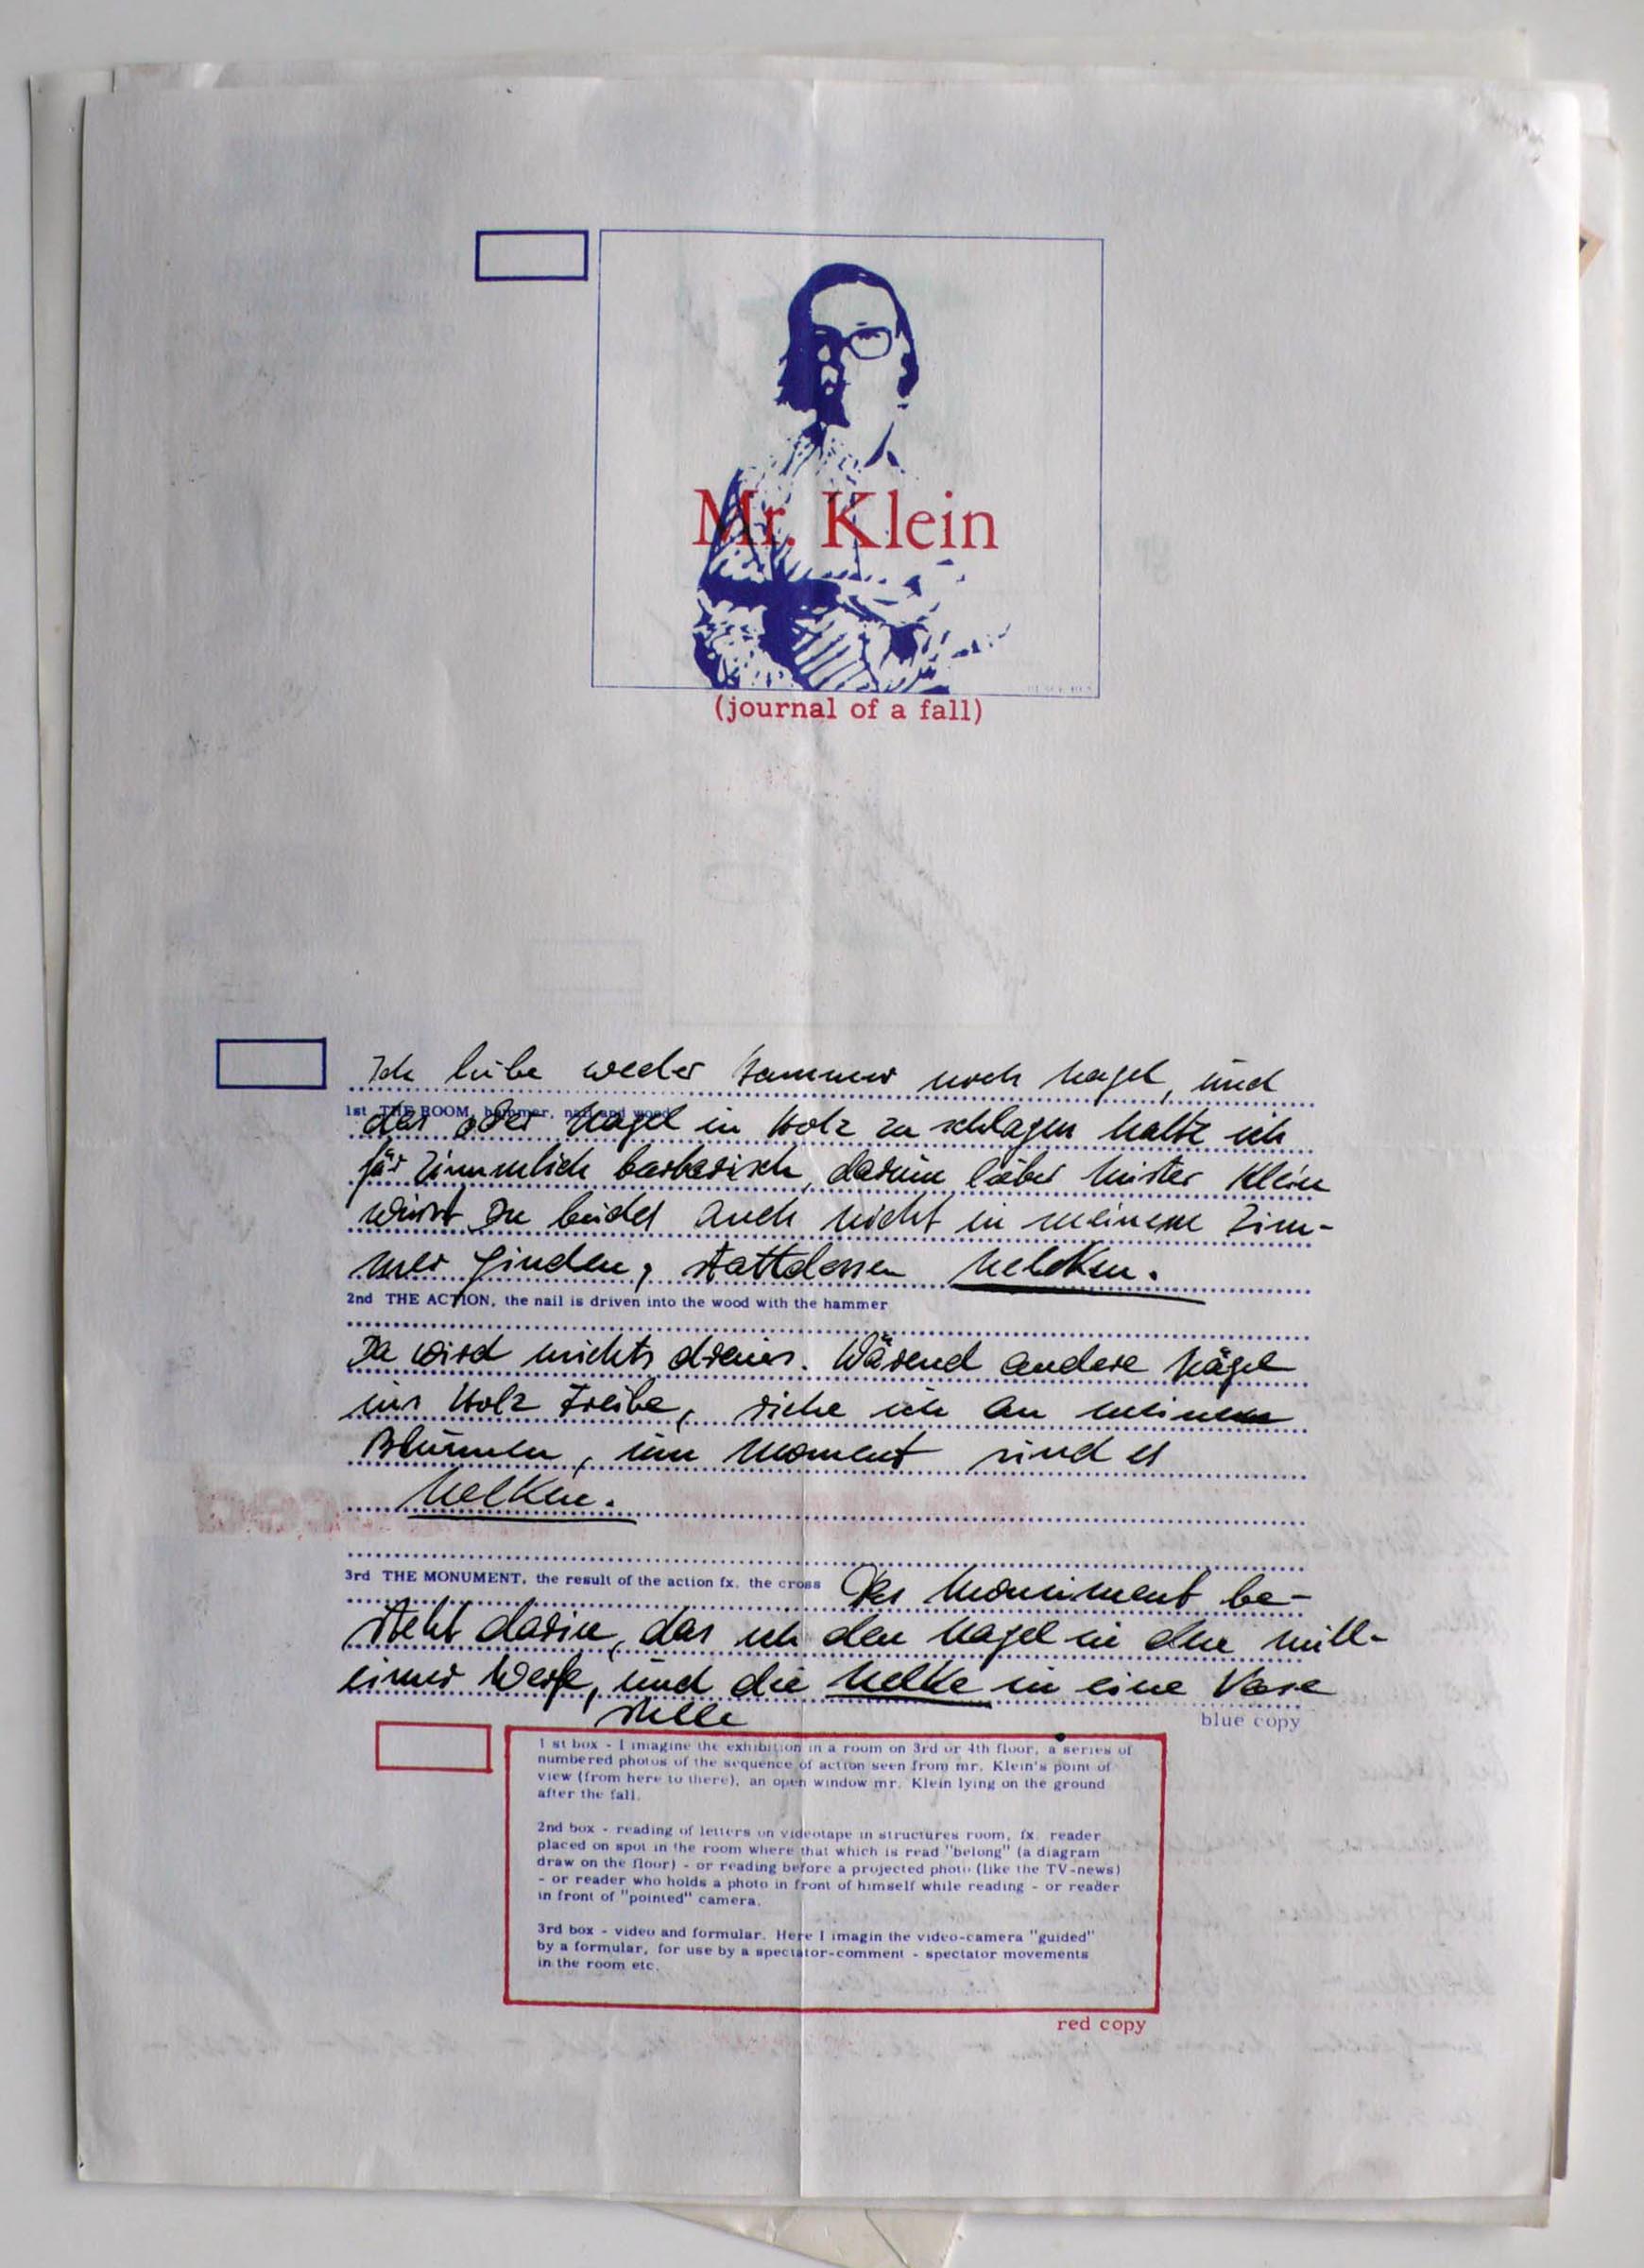 Mr. Klein
(journal of a fall)
Ich liebe weder Hammer noch Nagel, und
1st THE ROOM, hammer, nail and wood
das oder Nagel in Holz zu schlagen halte ich
für zimmlich barbarisch, darum lieber Mister Klein
wirst Du beides auch nicht in meinem Zim-
mer finden, stattdessen Nelken.
2nd THE ACTION, the nail is driven into the wood with the hammer
Da wird nichts draus. Wärend andere Nägel
ins Holz treibe, riche ich an meinen
Blumen, im Moment sind es
Nelken.
3rd THE MONUMENT, the result of the action fx. the cross Das Monument be-
steht darin, das ich den Nagel in den Müll-
eimer werfe, und die Nelke in eine Vase
stelle
blue copy
1 st box - I imagine the exhibition in a room on 3rd or 4th floor, a series of
numbered photos of the sequence of action seen from mr. Klein's point of
view (from here to there), an open window mr. Klein lying on the ground
after the fall.
2nd box - reading of letters on videotape in structures room, fx. reader
placed on spot in the room where that which is read "belong" (a diagram
draw on the floor) - or reading before a projected photo (like the TV-news)
- or reader who holds a photo in front of himself while reading - or reader
in front of "pointed" camera.
3rd box - video and formular. Here I imagin the video-camera "guided"
by a formular, for use by a spectator-comment - spectator movements
in the room etc.
red copy